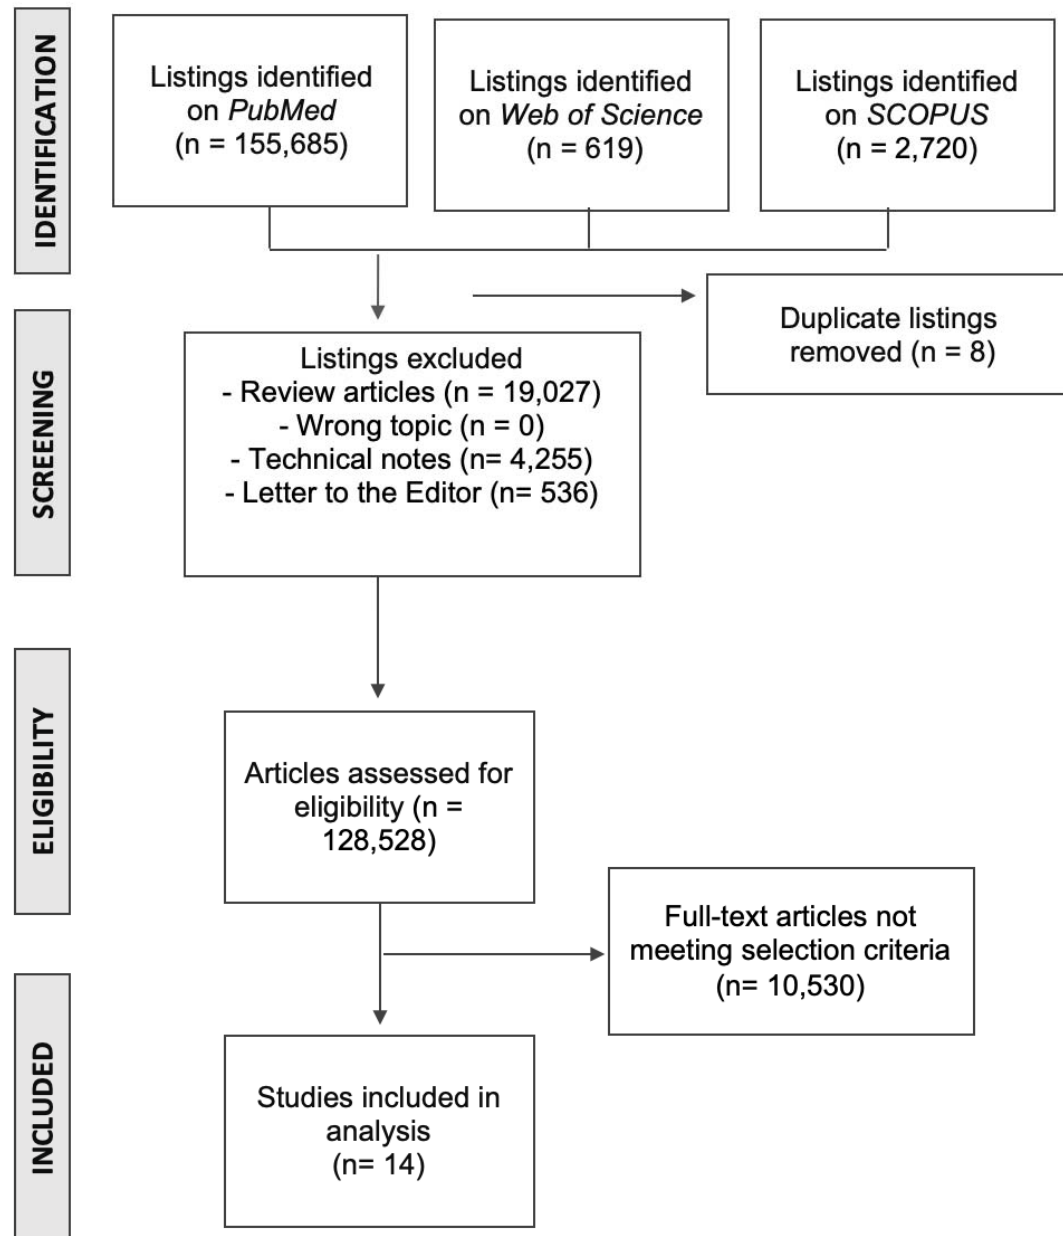 IDENTIFICATION
Listings identified
on PubMed
(n = 155,685)
Listings identified
on Web of Science
(n = 619)
Listings identified
on SCOPUS
(n = 2,720)
Duplicate listings
removed (n = 8)
SCREENING
Listings excluded
- Review articles (n = 19,027)
- Wrong topic (n = 0)
- Technical notes (n= 4,255)
- Letter to the Editor (n= 536)
ELIGIBILITY
Articles assessed for
eligibility (n =
128,528)
Full-text articles not
meeting selection criteria
(n= 10,530)
INCLUDED
Studies included in
analysis
(n= 14)